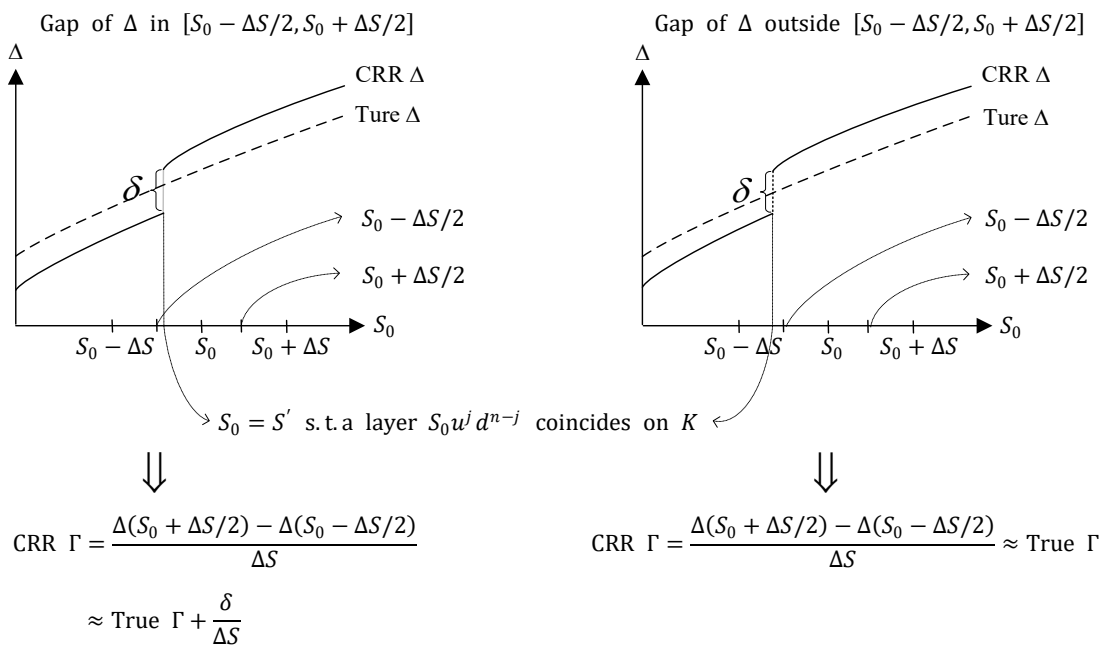 Gap of Δ in [S₀ − ΔS/2, S₀ + ΔS/2]
Δ
CRR Δ
Ture Δ
δ
S₀ − ΔS/2
S₀ + ΔS/2
S₀
S₀ − ΔS S₀ S₀ + ΔS
Gap of Δ outside [S₀ − ΔS/2, S₀ + ΔS/2]
Δ
CRR Δ
Ture Δ
δ
S₀ − ΔS/2
S₀ + ΔS/2
S₀
S₀ − ΔS S₀ S₀ + ΔS
S₀ = S′ s.t.a layer S₀uʲdⁿ⁻ʲ coincides on K
⇓
CRR Γ = (Δ(S₀ + ΔS/2) − Δ(S₀ − ΔS/2))/ΔS
≈ True Γ + δ/ΔS
⇓
CRR Γ = (Δ(S₀ + ΔS/2) − Δ(S₀ − ΔS/2))/ΔS ≈ True Γ